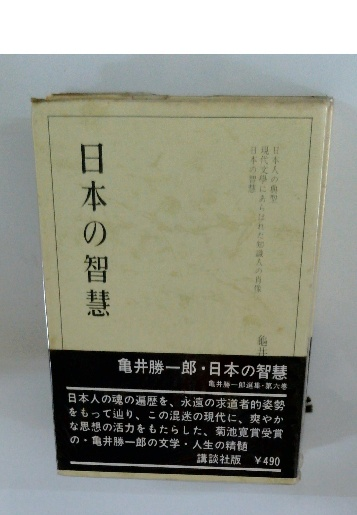 日本の智慧
日本人の典型
現代文學にあらはれた知識人の肖像
日本の智慧
龜井
亀井勝一郎・日本の智慧
亀井勝一郎選集・第六巻
日本人の魂の遍歴を、永遠の求道者的姿勢
をもって辿り、この混迷の現代に、爽やか
な思想の活力をもたらした、菊池寛賞受賞
の・亀井勝一郎の文学・人生の精髄
講談社版 ¥490